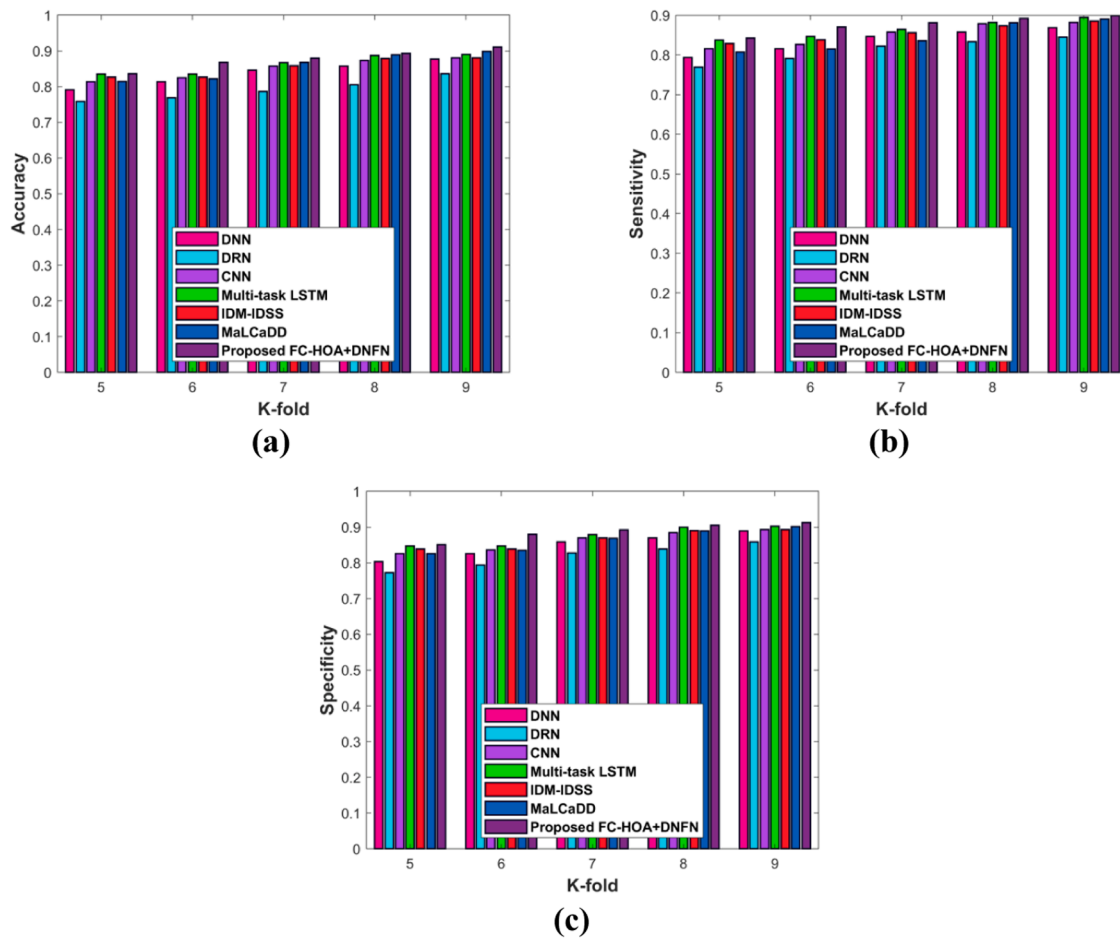 1
0.9
0.8
0.7
0.6
0.5
0.4
0.3
0.2
0.1
0
Accuracy
DNN
DRN
CNN
Multi-task LSTM
IDM-IDSS
MaLCaDD
Proposed FC-HOA+DNFN
5 6 7 8 9
K-fold
(a)
0.9
0.8
0.7
0.6
0.5
0.4
0.3
0.2
0.1
0
Sensitivity
DNN
DRN
CNN
Multi-task LSTM
IDM-IDSS
MaLCaDD
Proposed FC-HOA+DNFN
5 6 7 8 9
K-fold
(b)
1
0.9
0.8
0.7
0.6
0.5
0.4
0.3
0.2
0.1
0
Specificity
DNN
DRN
CNN
Multi-task LSTM
IDM-IDSS
MaLCaDD
Proposed FC-HOA+DNFN
5 6 7 8 9
K-fold
(c)